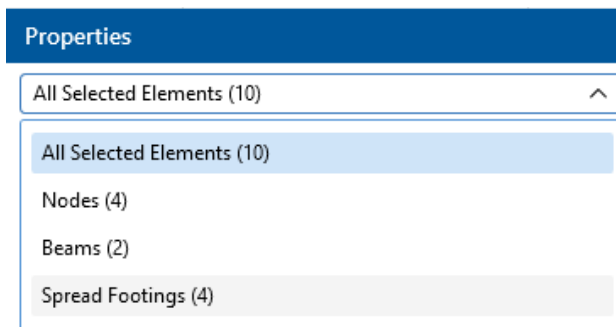 Properties
All Selected Elements (10)
All Selected Elements (10)
Nodes (4)
Beams (2)
Spread Footings (4)